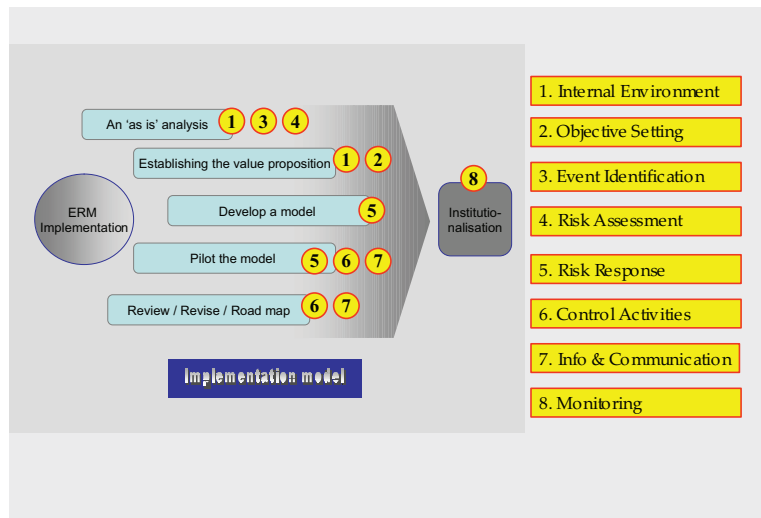 An 'as is' analysis 1 3 4
Establishing the value proposition 1 2
Develop a model 5
Pilot the model 5 6 7
Review / Revise / Road map 6 7
ERM
Implementation
8
Institutio-
nalisation
Implementation model
1. Internal Environment
2. Objective Setting
3. Event Identification
4. Risk Assessment
5. Risk Response
6. Control Activities
7. Info & Communication
8. Monitoring